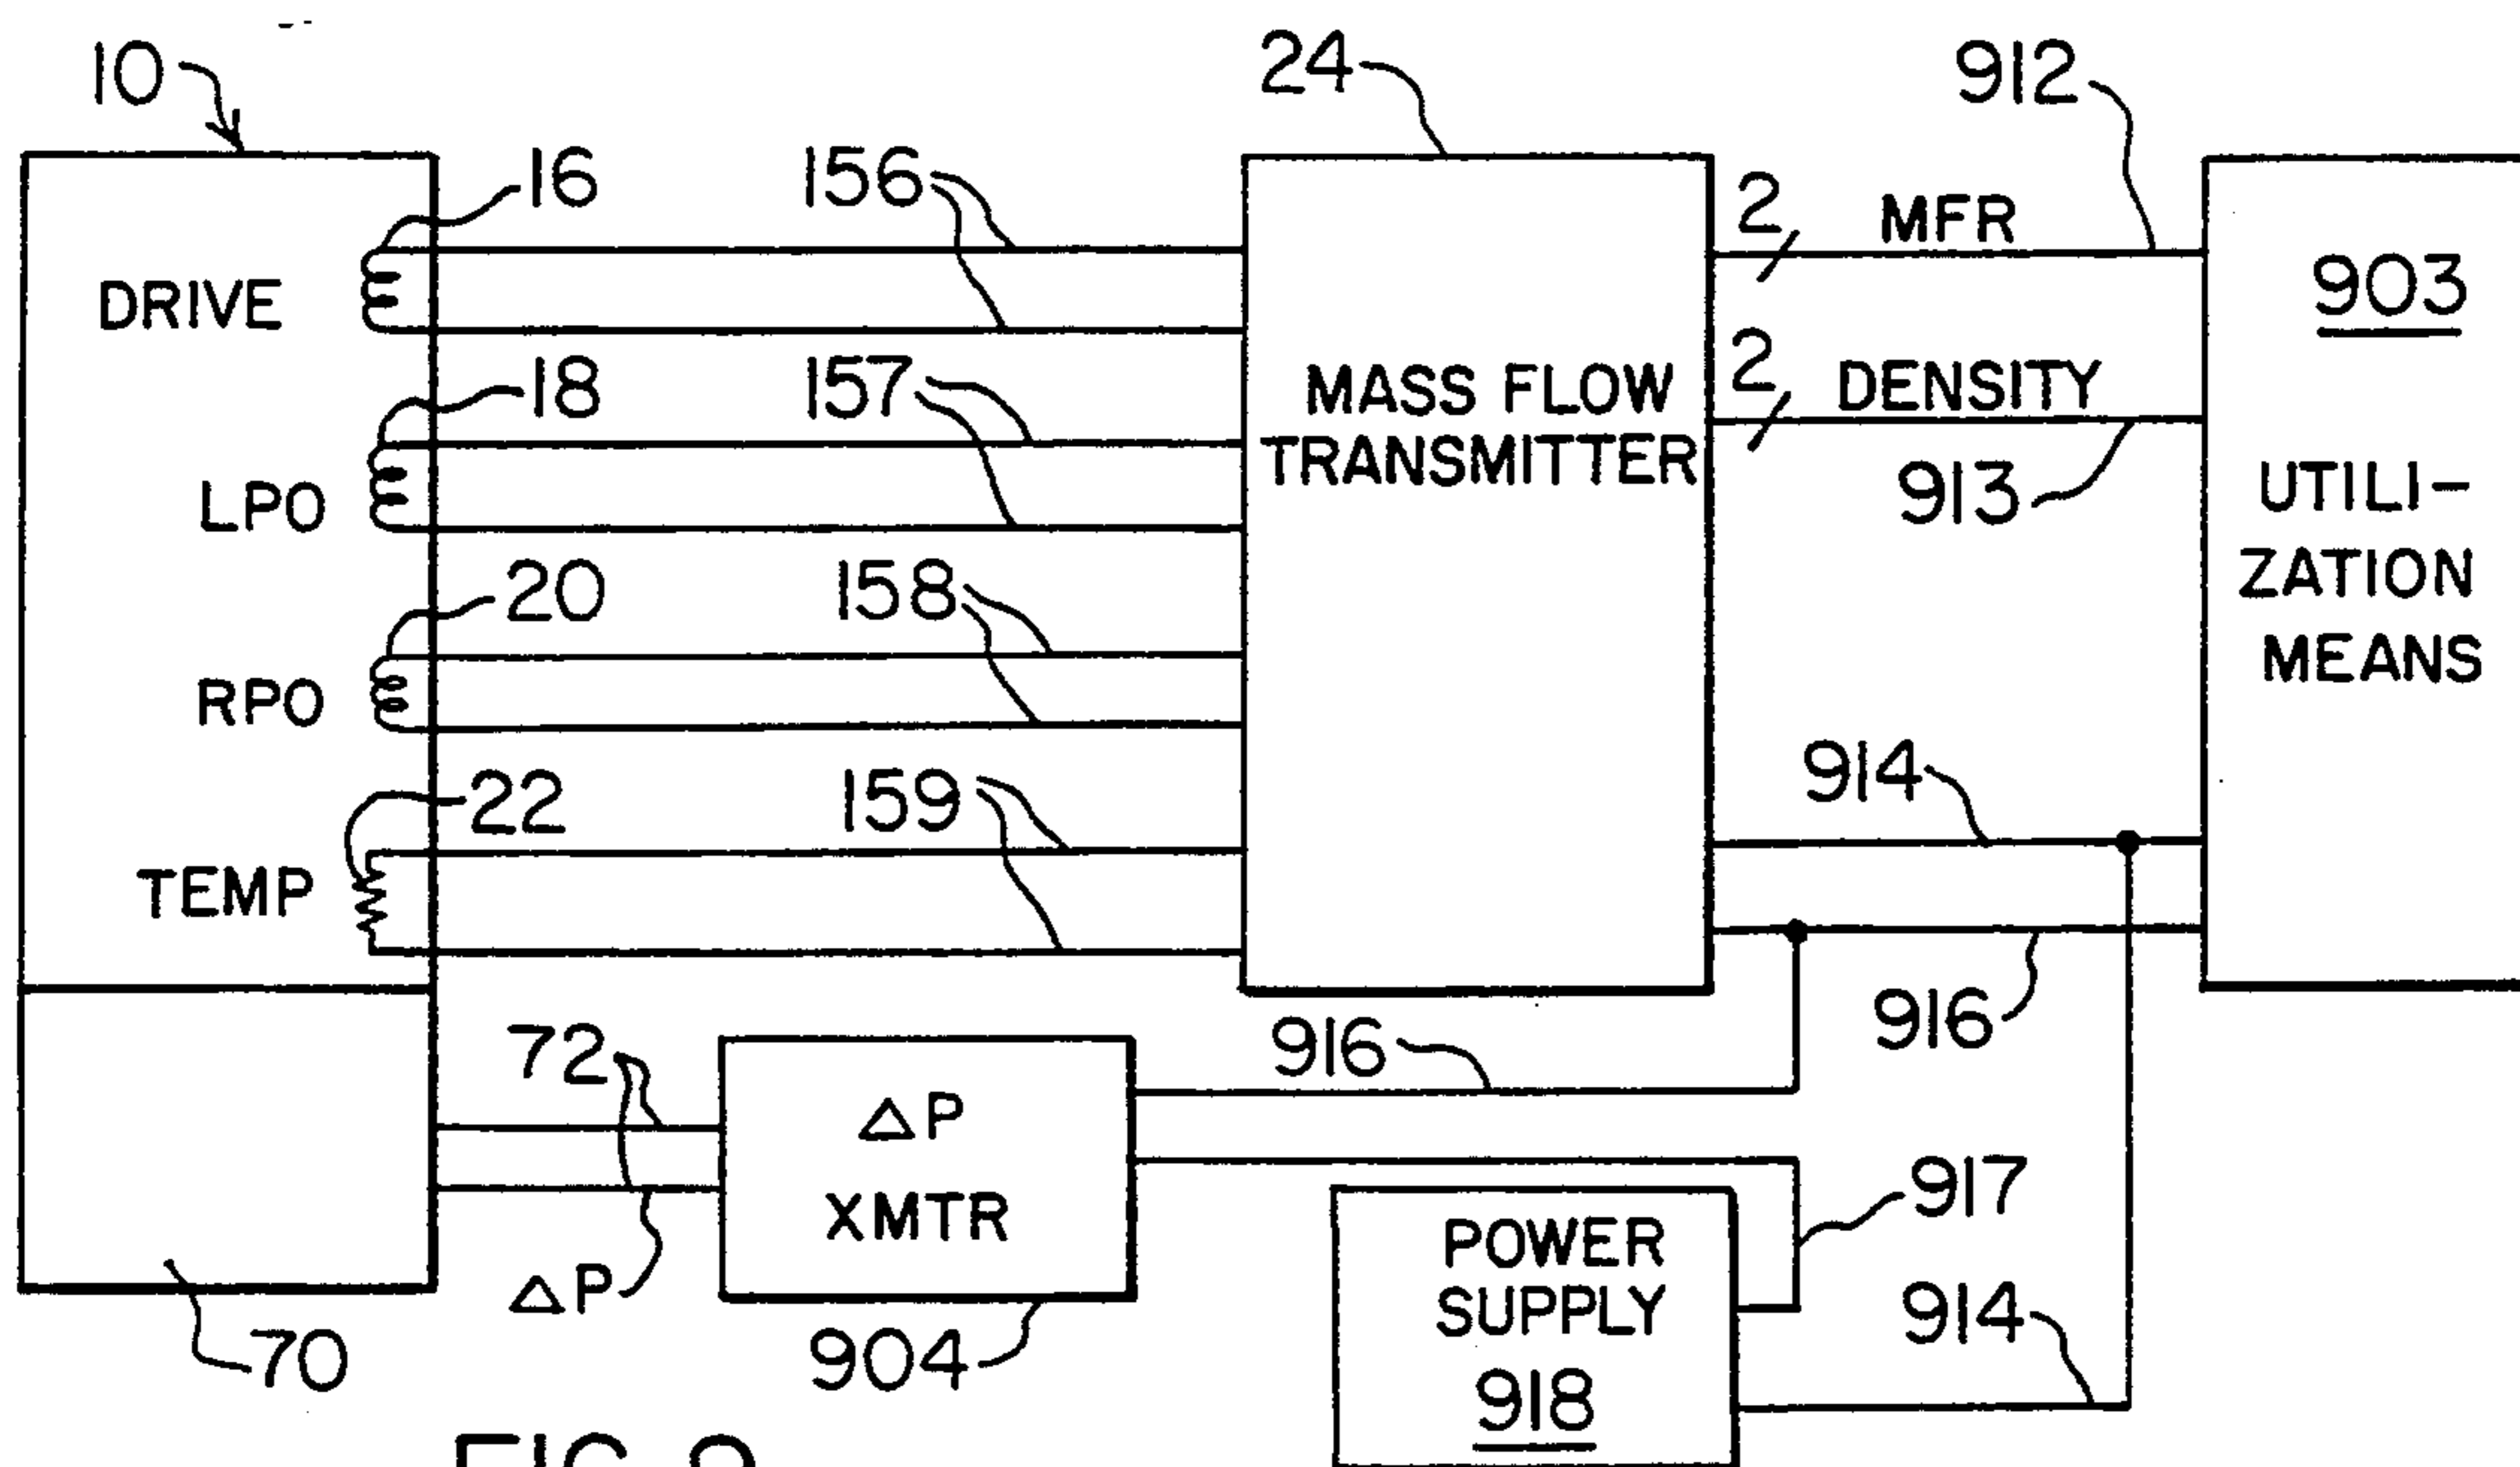 10
24
912
16
156
2
MFR
903
DRIVE
18
157
2
DENSITY
MASS FLOW
TRANSMITTER
913
UTILI-
ZATION
MEANS
LPO
20
158
RPO
22
159
914
TEMP
916
916
72
ΔP
XMTR
917
POWER
SUPPLY
918
ΔP
914
904
70